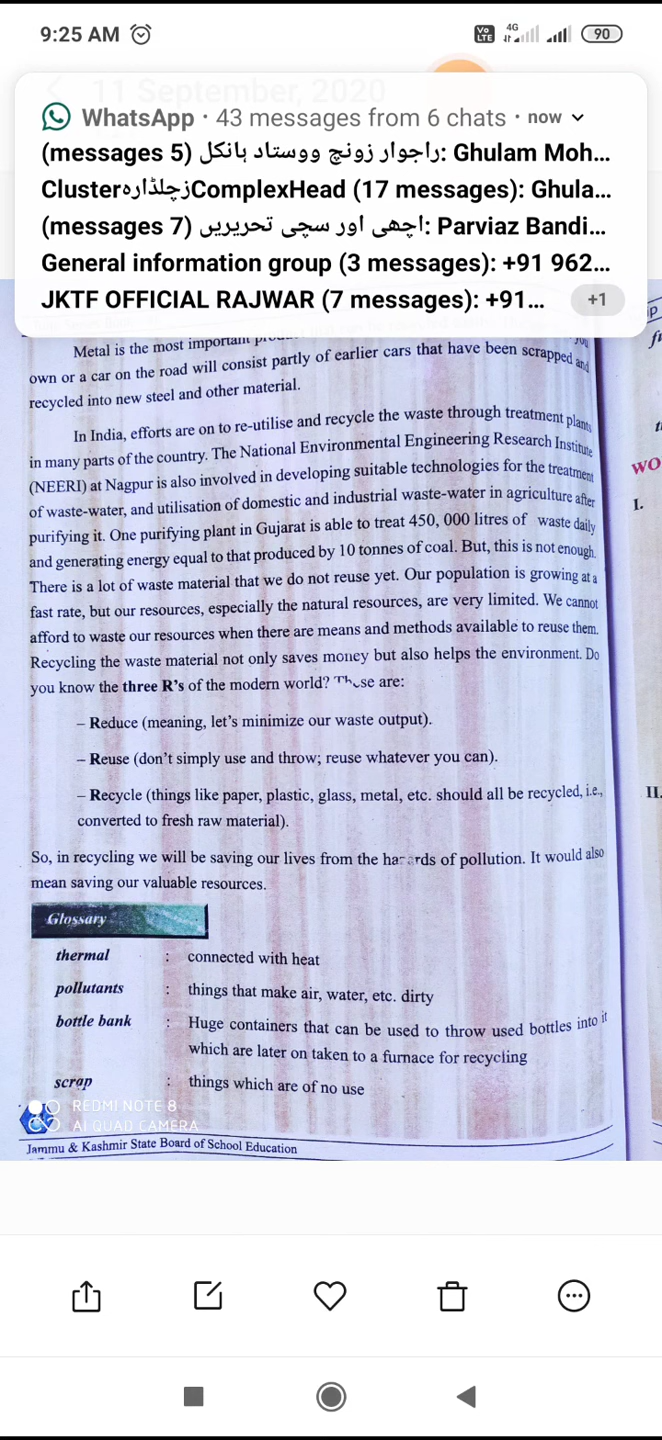 9:25 AM
Vo LTE 4G 90
11 September, 2020
WhatsApp · 43 messages from 6 chats · now
(messages 5) راجوار زونچ ووستاد ہانکل: Ghulam Moh...
Clusterزچلڈارہ ComplexHead (17 messages): Ghula...
(messages 7) اچھی اور سچی تحریریں: Parviaz Bandi...
General information group (3 messages): +91 962...
JKTF OFFICIAL RAJWAR (7 messages): +91... +1
Metal is the most important
own or a car on the road will consist partly of earlier cars that have been scrapped and
recycled into new steel and other material.
In India, efforts are on to re-utilise and recycle the waste through treatment plants
in many parts of the country. The National Environmental Engineering Research Institute
(NEERI) at Nagpur is also involved in developing suitable technologies for the treatment
of waste-water, and utilisation of domestic and industrial waste-water in agriculture after
purifying it. One purifying plant in Gujarat is able to treat 450, 000 litres of waste daily
and generating energy equal to that produced by 10 tonnes of coal. But, this is not enough.
There is a lot of waste material that we do not reuse yet. Our population is growing at a
fast rate, but our resources, especially the natural resources, are very limited. We cannot
afford to waste our resources when there are means and methods available to reuse them.
Recycling the waste material not only saves money but also helps the environment. Do
you know the three R's of the modern world? These are:
– Reduce (meaning, let's minimize our waste output).
– Reuse (don't simply use and throw; reuse whatever you can).
– Recycle (things like paper, plastic, glass, metal, etc. should all be recycled, i.e.,
converted to fresh raw material).
So, in recycling we will be saving our lives from the hazards of pollution. It would also
mean saving our valuable resources.
Glossary
thermal : connected with heat
pollutants : things that make air, water, etc. dirty
bottle bank : Huge containers that can be used to throw used bottles into it
which are later on taken to a furnace for recycling
scrap : things which are of no use
REDMI NOTE 8
AI QUAD CAMERA
Jammu & Kashmir State Board of School Education
WO
I.
II.